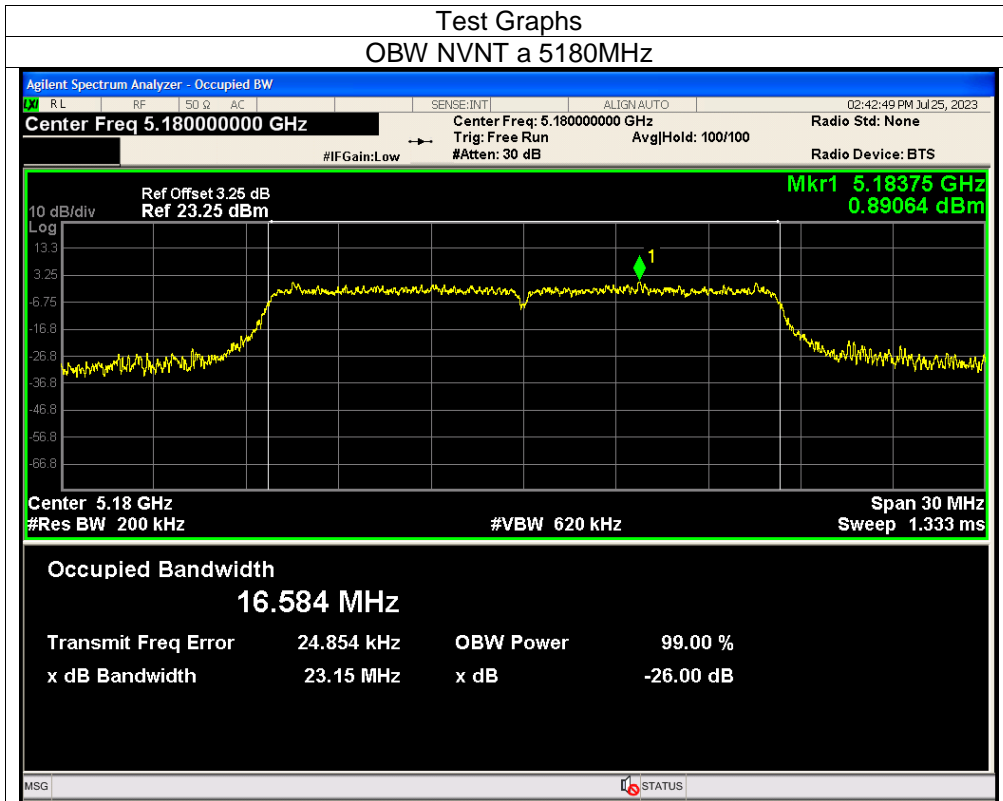 Test Graphs
OBW NVNT a 5180MHz
Agilent Spectrum Analyzer - Occupied BW
LXI RL RF 50 Ω AC SENSE:INT ALIGN AUTO 02:42:49 PM Jul 25, 2023
Center Freq 5.180000000 GHz Center Freq: 5.180000000 GHz Radio Std: None
Trig: Free Run Avg|Hold: 100/100
#IFGain:Low #Atten: 30 dB Radio Device: BTS
Mkr1 5.18375 GHz
Ref Offset 3.25 dB
10 dB/div Ref 23.25 dBm 0.89064 dBm
Log
13.3
1
3.25
-6.75
-16.8
-26.8
-36.8
-46.8
-56.8
-66.8
Center 5.18 GHz Span 30 MHz
#Res BW 200 kHz #VBW 620 kHz Sweep 1.333 ms
Occupied Bandwidth
16.584 MHz
Transmit Freq Error 24.854 kHz OBW Power 99.00 %
x dB Bandwidth 23.15 MHz x dB -26.00 dB
MSG STATUS